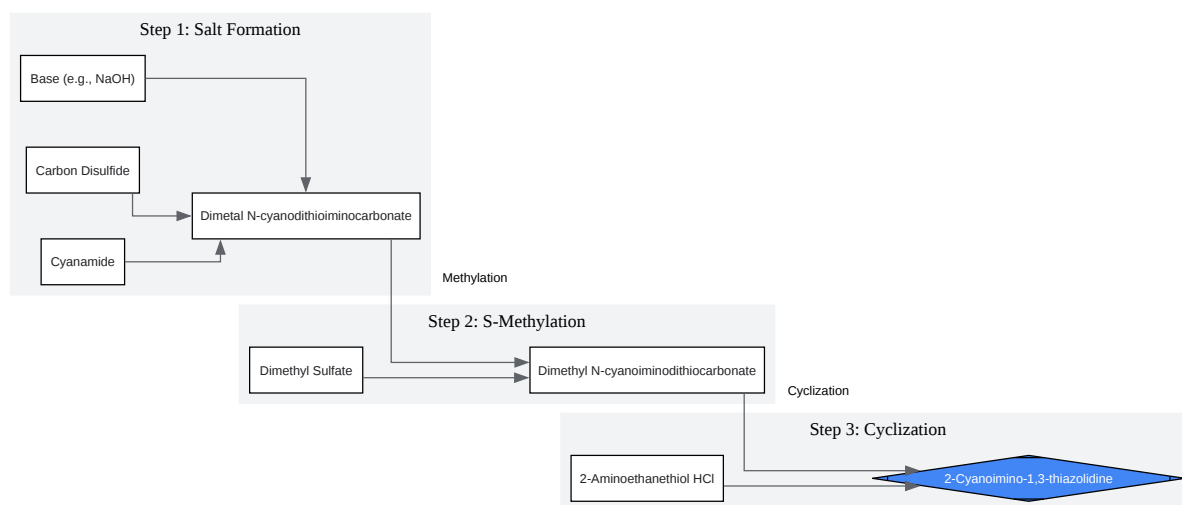 Step 1: Salt Formation
Base (e.g., NaOH)
Carbon Disulfide
Dimetal N-cyanodithioiminocarbonate
Cyanamide
Methylation
Step 2: S-Methylation
Dimethyl Sulfate
Dimethyl N-cyanoiminodithiocarbonate
Cyclization
Step 3: Cyclization
2-Aminoethanethiol HCl
2-Cyanoimino-1,3-thiazolidine